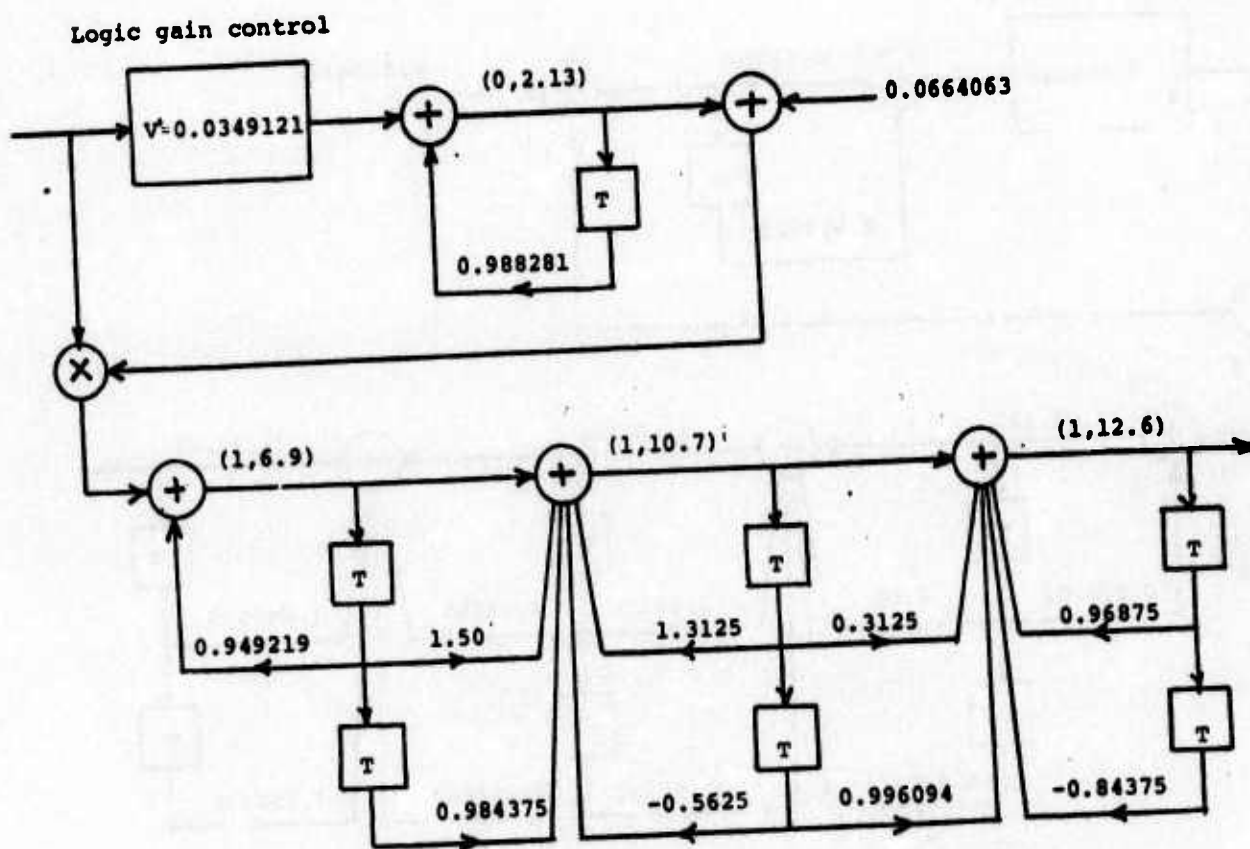 Logic gain control
(0,2.13)
0.0664063
V=0.0349121
+
+
T
0.988281
×
(1,6.9)
(1,10.7)
(1,12.6)
+
+
+
T
T
T
0.949219
1.50
1.3125
0.3125
0.96875
T
T
T
0.984375
-0.5625
0.996094
-0.84375